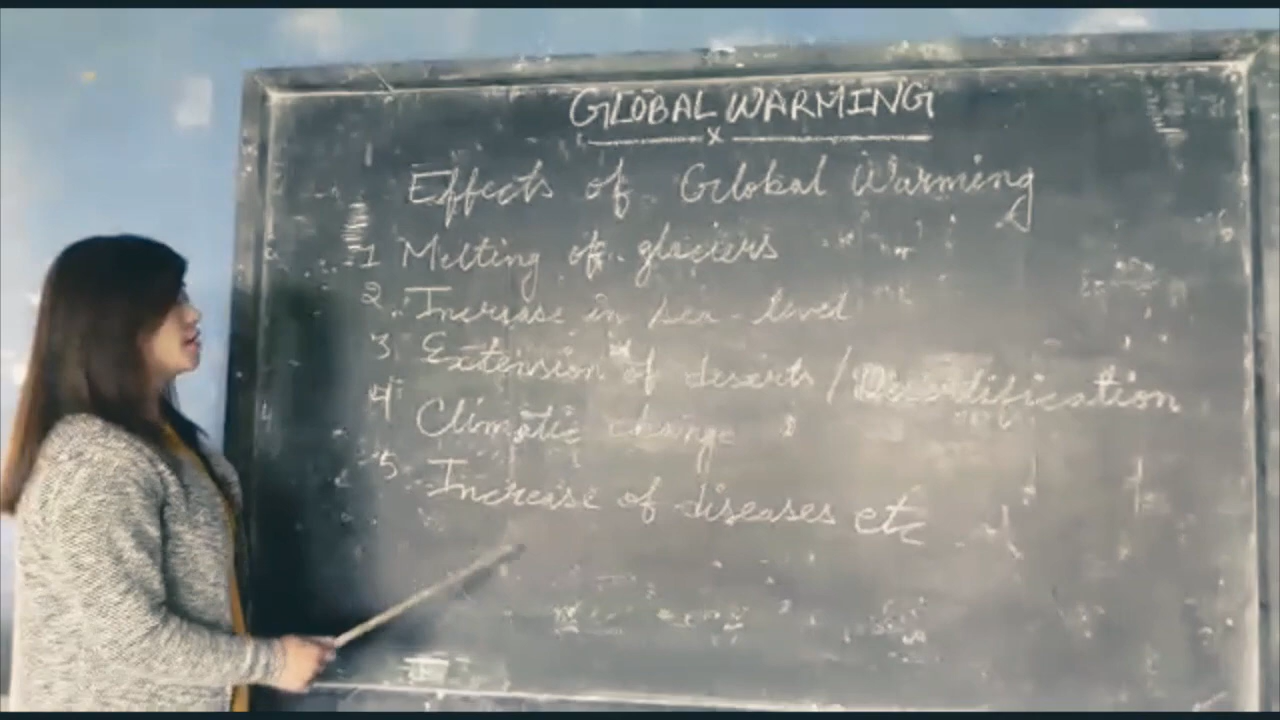 GLOBAL WARMING
x
Effects of Global Warming
1 Melting of glaciers
2. Increase in sea-level
3 Extension of deserts / Desertification
4 Climatic change
5. Increase of diseases etc